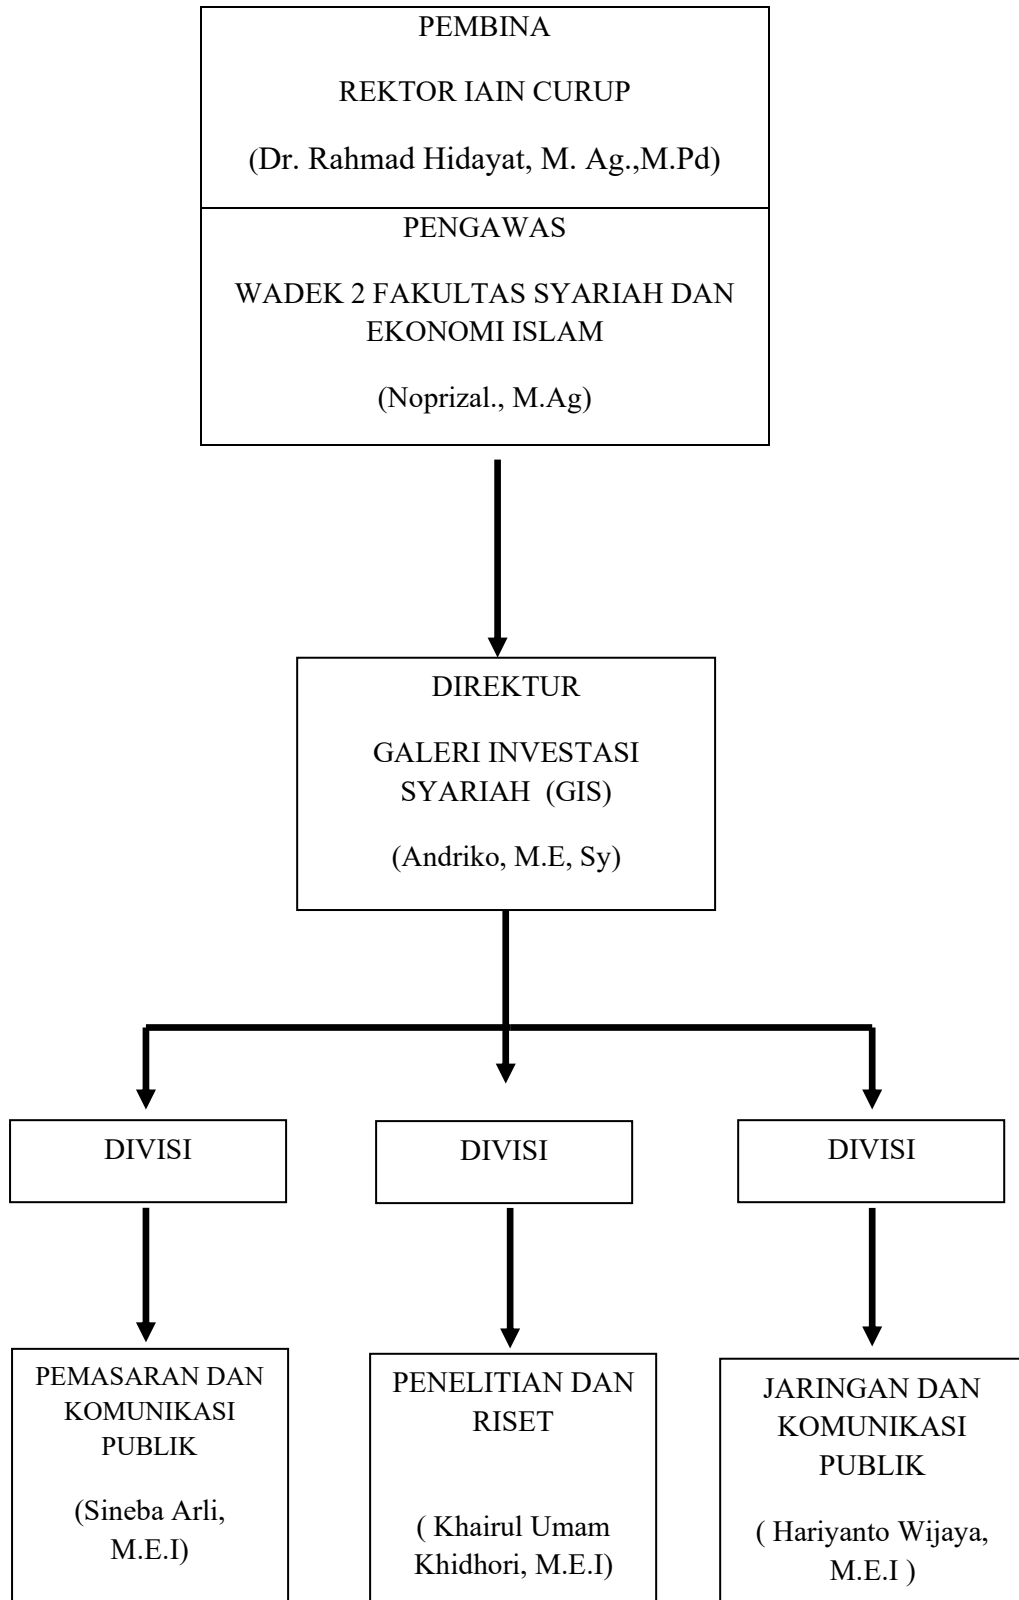 PEMBINA
REKTOR IAIN CURUP
(Dr. Rahmad Hidayat, M. Ag.,M.Pd)
PENGAWAS
WADEK 2 FAKULTAS SYARIAH DAN
EKONOMI ISLAM
(Noprizal., M.Ag)
DIREKTUR
GALERI INVESTASI
SYARIAH (GIS)
(Andriko, M.E, Sy)
DIVISI
DIVISI
DIVISI
PEMASARAN DAN
KOMUNIKASI
PUBLIK
(Sineba Arli,
M.E.I)
PENELITIAN DAN
RISET
( Khairul Umam
Khidhori, M.E.I)
JARINGAN DAN
KOMUNIKASI
PUBLIK
( Hariyanto Wijaya,
M.E.I )